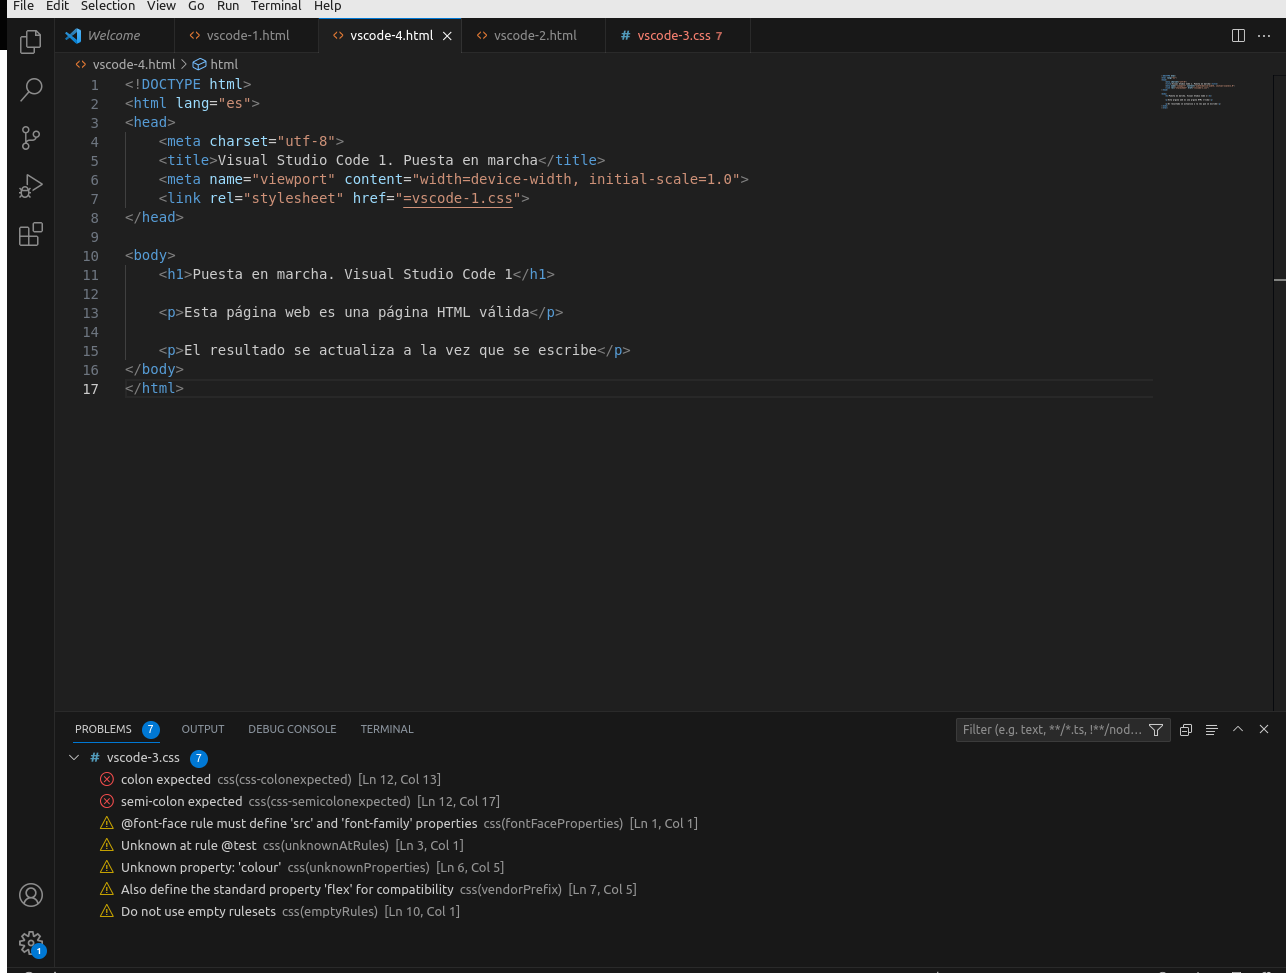 File Edit Selection View Go Run Terminal Help
Welcome vscode-1.html vscode-4.html vscode-2.html # vscode-3.css 7
vscode-4.html > html
1 <!DOCTYPE html>
2 <html lang="es">
3 <head>
4 <meta charset="utf-8">
5 <title>Visual Studio Code 1. Puesta en marcha</title>
6 <meta name="viewport" content="width=device-width, initial-scale=1.0">
7 <link rel="stylesheet" href="=vscode-1.css">
8 </head>
9
10 <body>
11 <h1>Puesta en marcha. Visual Studio Code 1</h1>
12
13 <p>Esta página web es una página HTML válida</p>
14
15 <p>El resultado se actualiza a la vez que se escribe</p>
16 </body>
17 </html>
PROBLEMS 7 OUTPUT DEBUG CONSOLE TERMINAL Filter (e.g. text, **/*.ts, !**/nod...
# vscode-3.css 7
colon expected css(css-colonexpected) [Ln 12, Col 13]
semi-colon expected css(css-semicolonexpected) [Ln 12, Col 17]
@font-face rule must define 'src' and 'font-family' properties css(fontFaceProperties) [Ln 1, Col 1]
Unknown at rule @test css(unknownAtRules) [Ln 3, Col 1]
Unknown property: 'colour' css(unknownProperties) [Ln 6, Col 5]
Also define the standard property 'flex' for compatibility css(vendorPrefix) [Ln 7, Col 5]
Do not use empty rulesets css(emptyRules) [Ln 10, Col 1]
1